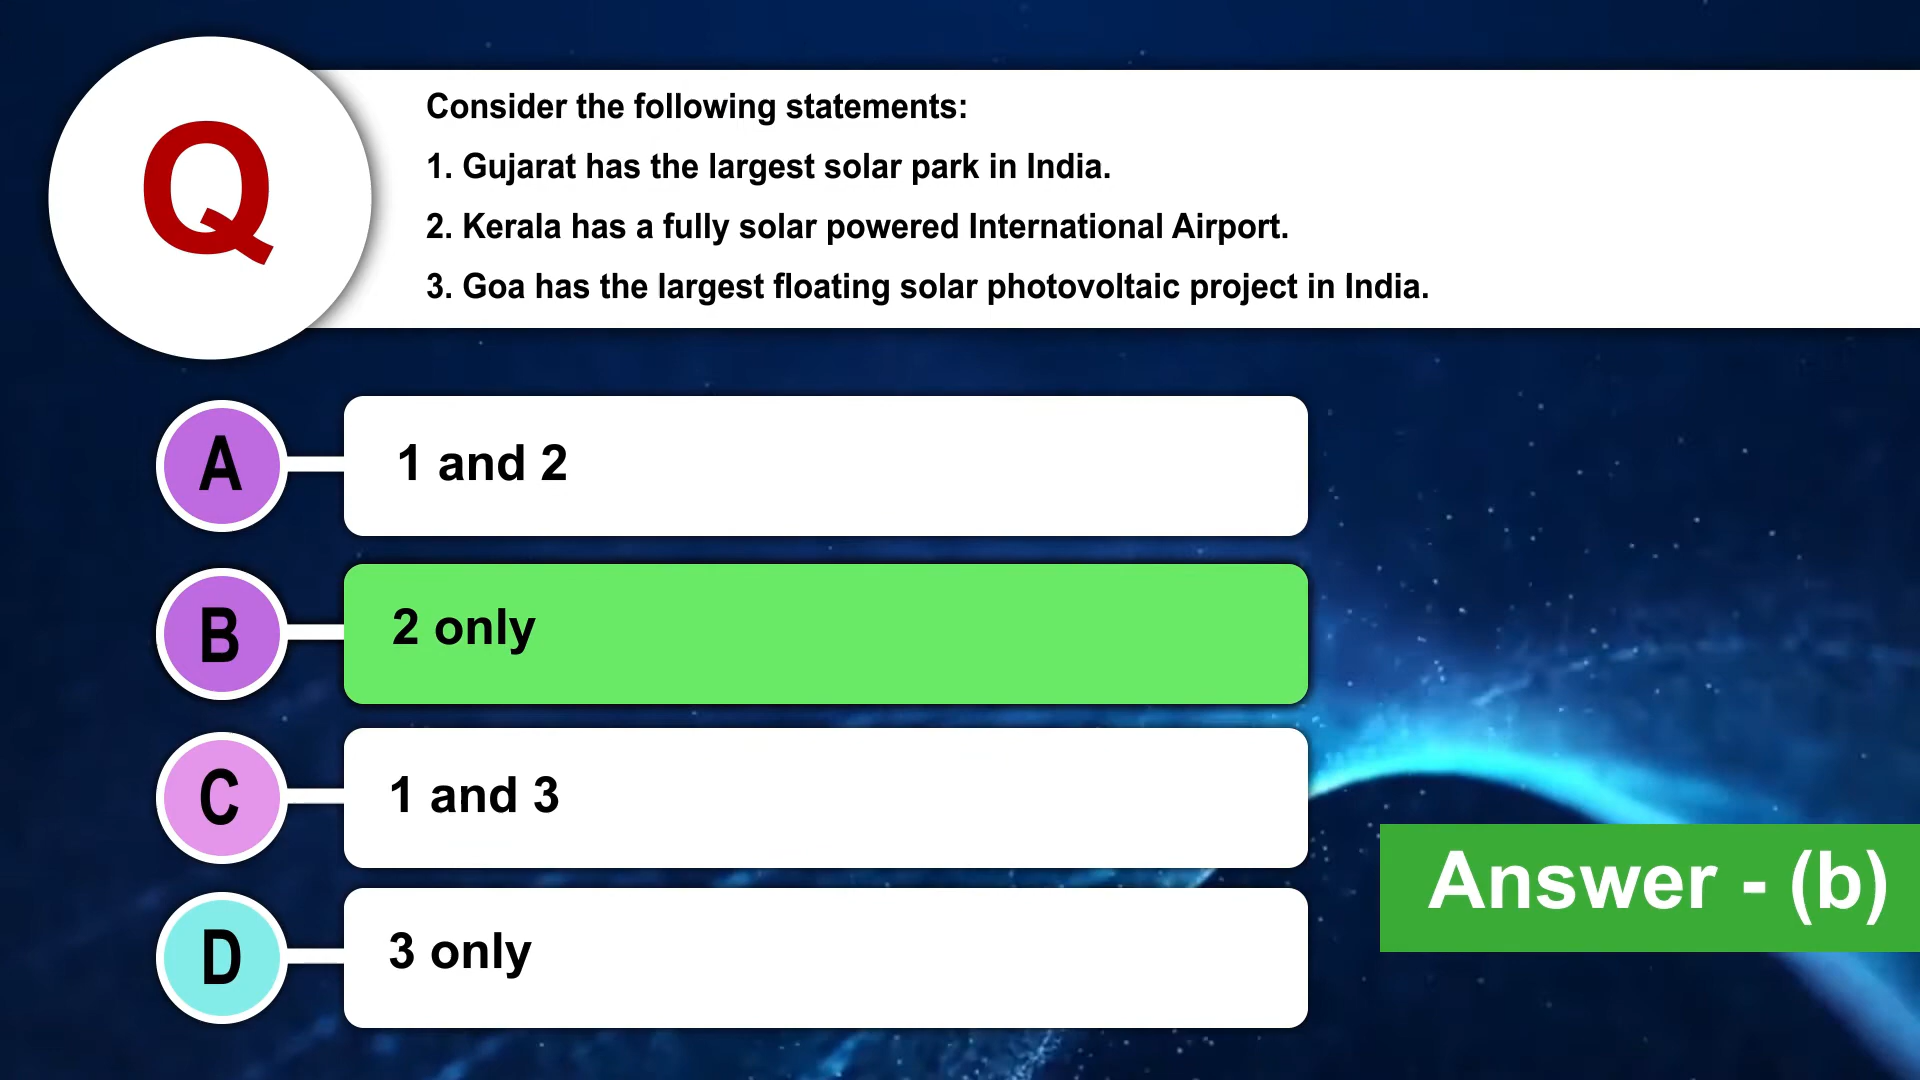 Q
Consider the following statements:
1. Gujarat has the largest solar park in India.
2. Kerala has a fully solar powered International Airport.
3. Goa has the largest floating solar photovoltaic project in India.
A
1 and 2
B
2 only
C
1 and 3
D
3 only
Answer - (b)